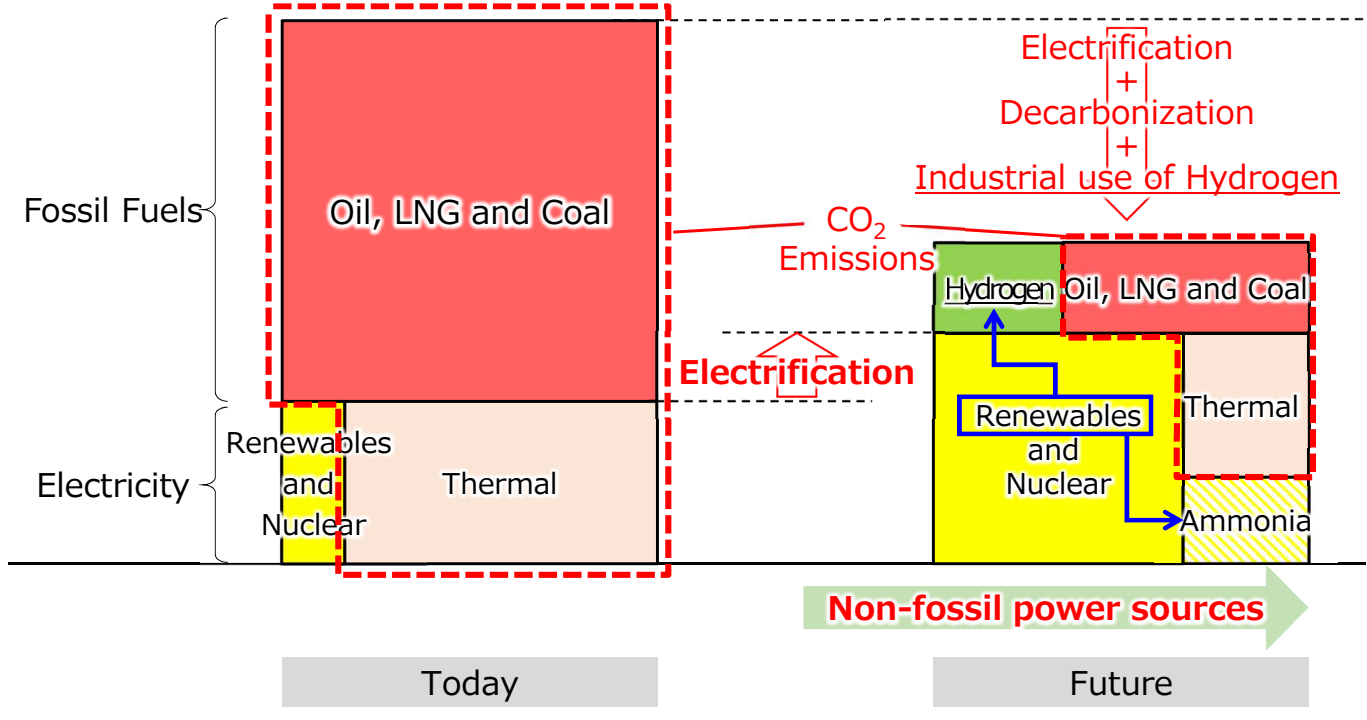 Electrification
+
Decarbonization
+
Industrial use of Hydrogen
Fossil Fuels
Oil, LNG and Coal
CO₂
Emissions
Hydrogen
Oil, LNG and Coal
Electrification
Electricity
Renewables
and
Nuclear
Thermal
Renewables
and
Nuclear
Thermal
Ammonia
Non-fossil power sources
Today
Future